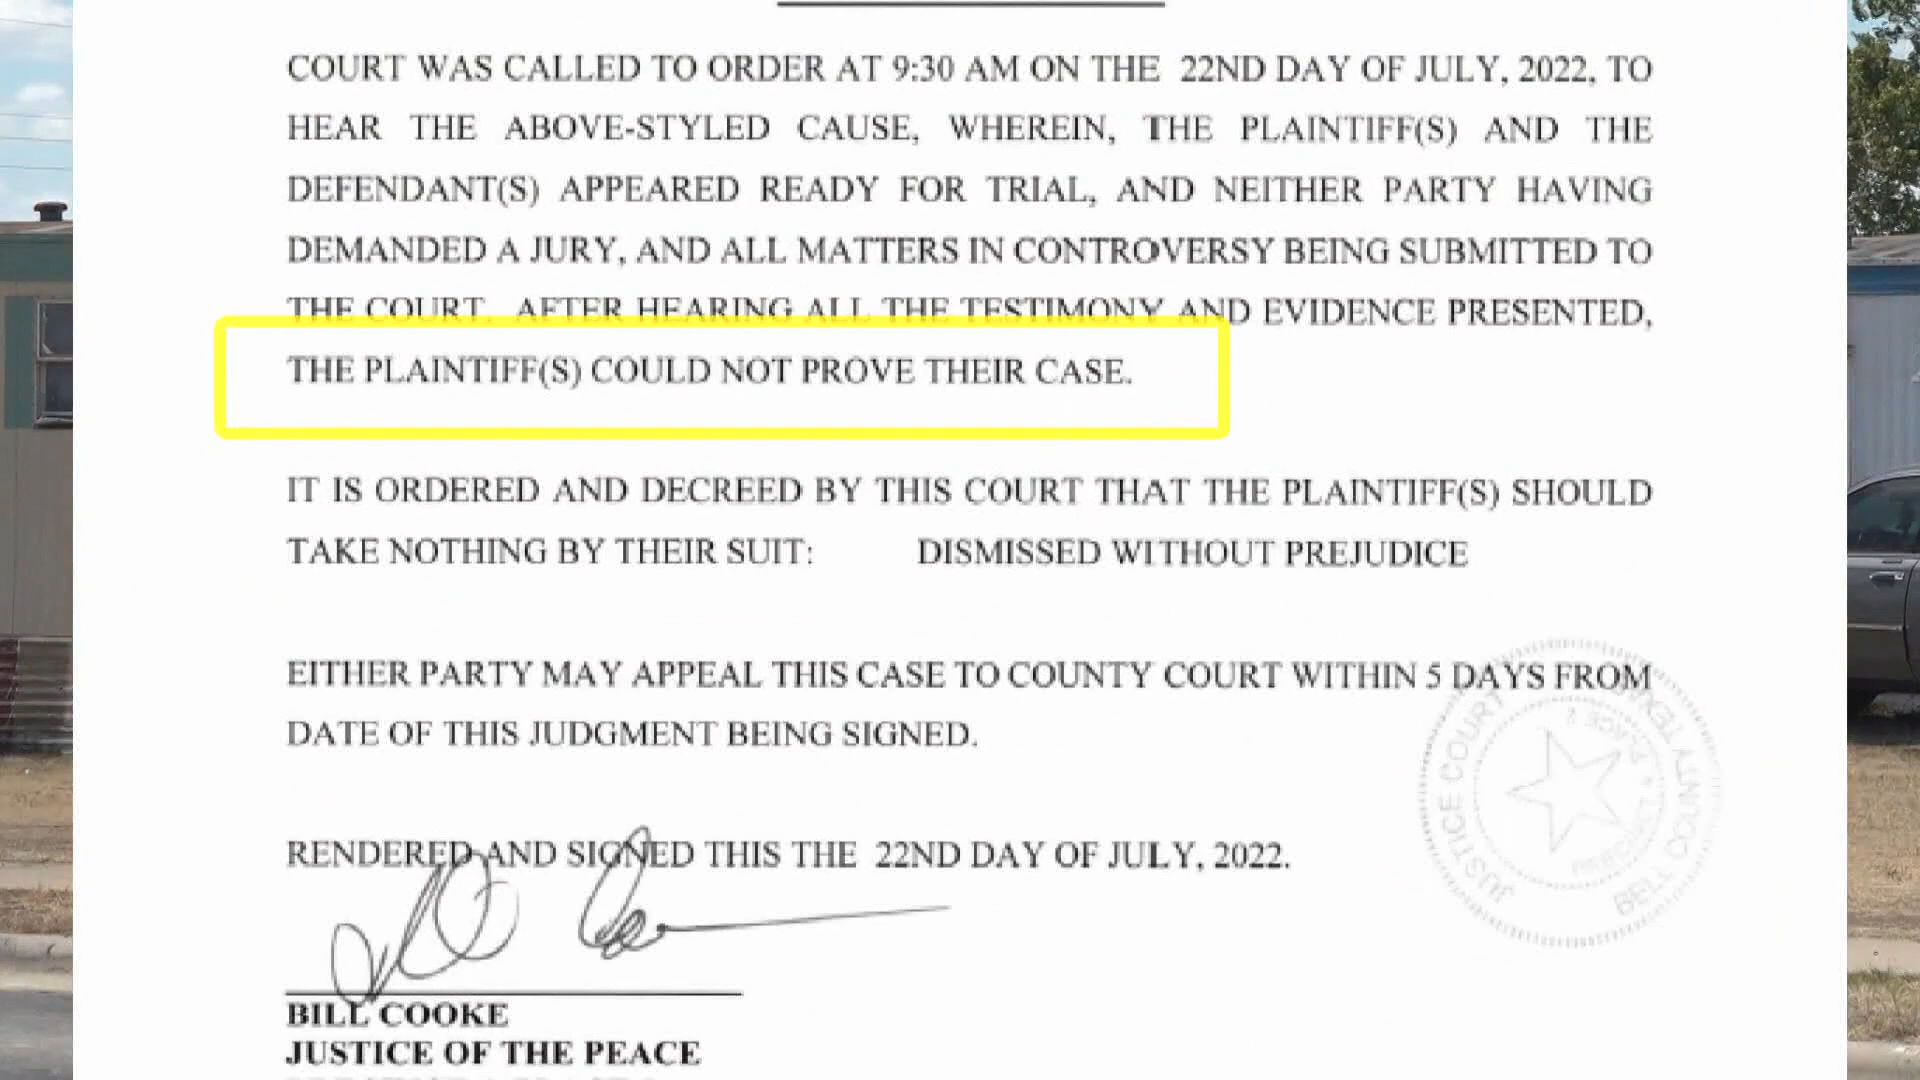 COURT WAS CALLED TO ORDER AT 9:30 AM ON THE 22ND DAY OF JULY, 2022, TO
HEAR THE ABOVE-STYLED CAUSE, WHEREIN, THE PLAINTIFF(S) AND THE
DEFENDANT(S) APPEARED READY FOR TRIAL, AND NEITHER PARTY HAVING
DEMANDED A JURY, AND ALL MATTERS IN CONTROVERSY BEING SUBMITTED TO
THE COURT. AFTER HEARING ALL THE TESTIMONY AND EVIDENCE PRESENTED,
THE PLAINTIFF(S) COULD NOT PROVE THEIR CASE.
IT IS ORDERED AND DECREED BY THIS COURT THAT THE PLAINTIFF(S) SHOULD
TAKE NOTHING BY THEIR SUIT: DISMISSED WITHOUT PREJUDICE
EITHER PARTY MAY APPEAL THIS CASE TO COUNTY COURT WITHIN 5 DAYS FROM
DATE OF THIS JUDGMENT BEING SIGNED.
RENDERED AND SIGNED THIS THE 22ND DAY OF JULY, 2022.
BILL COOKE
JUSTICE OF THE PEACE
JUSTICE COURT
BELL COUNTY TEXAS